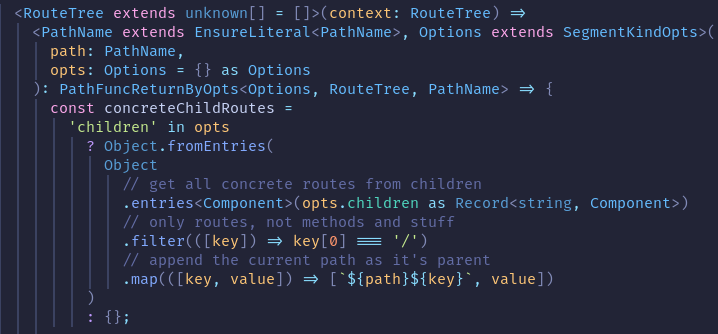 <RouteTree extends unknown[] = []>(context: RouteTree) =>
<PathName extends EnsureLiteral<PathName>, Options extends SegmentKindOpts>(
path: PathName,
opts: Options = {} as Options
): PathFuncReturnByOpts<Options, RouteTree, PathName> => {
const concreteChildRoutes =
'children' in opts
? Object.fromEntries(
Object
// get all concrete routes from children
.entries<Component>(opts.children as Record<string, Component>)
// only routes, not methods and stuff
.filter(([key]) => key[0] === '/')
// append the current path as it's parent
.map(([key, value]) => [`${path}${key}`, value])
)
: {};